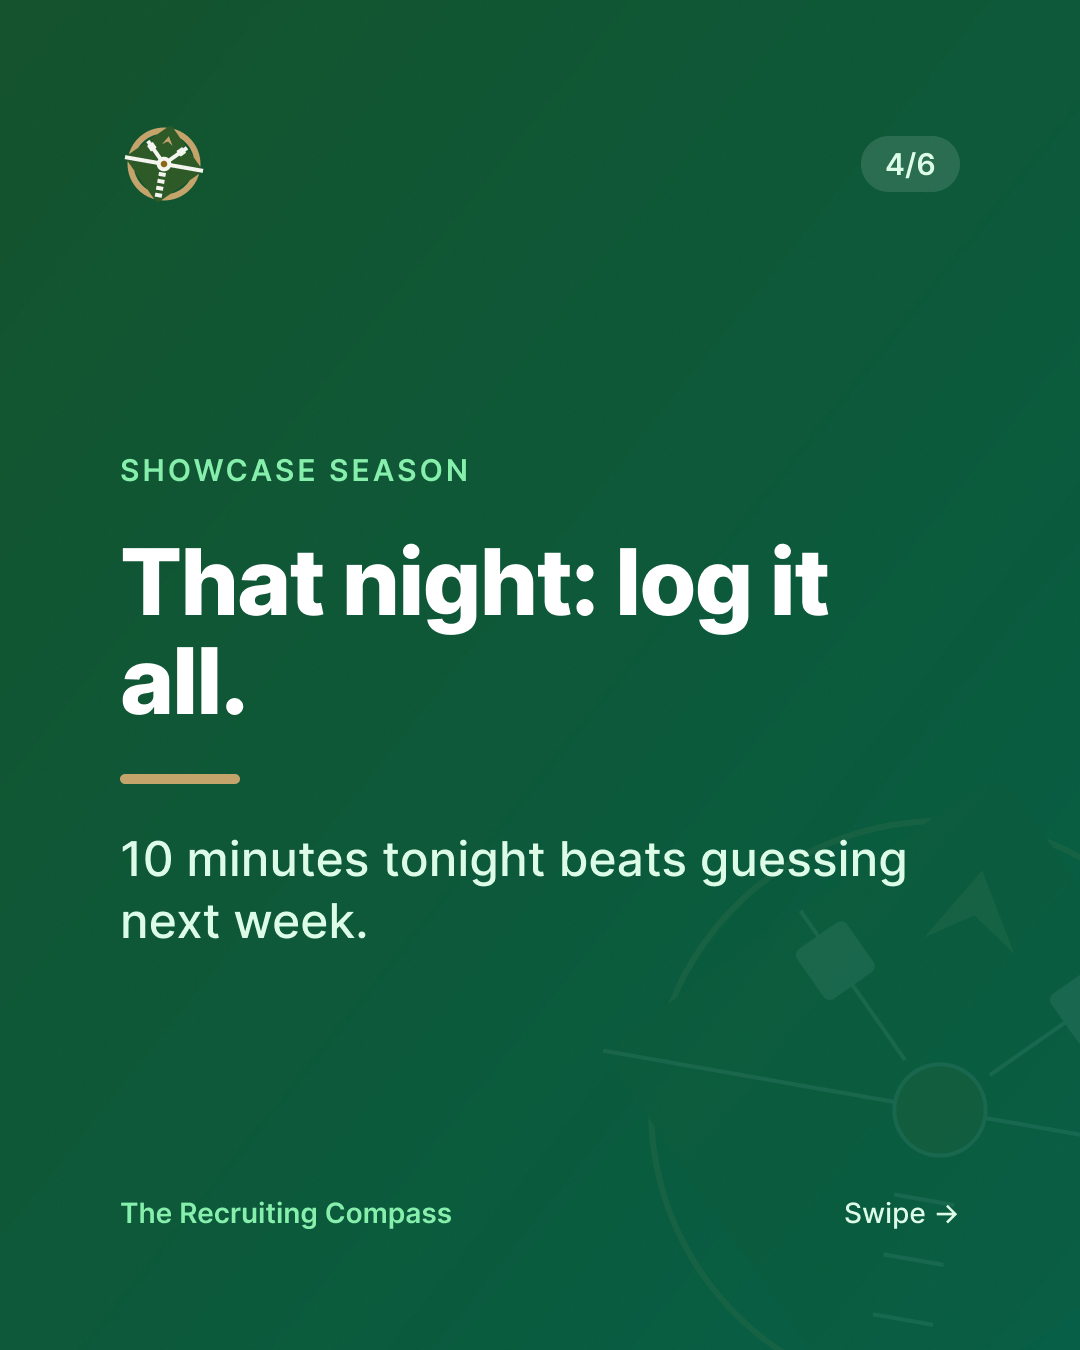 4/6
SHOWCASE SEASON
That night: log it
all.
10 minutes tonight beats guessing
next week.
The Recruiting Compass
Swipe →